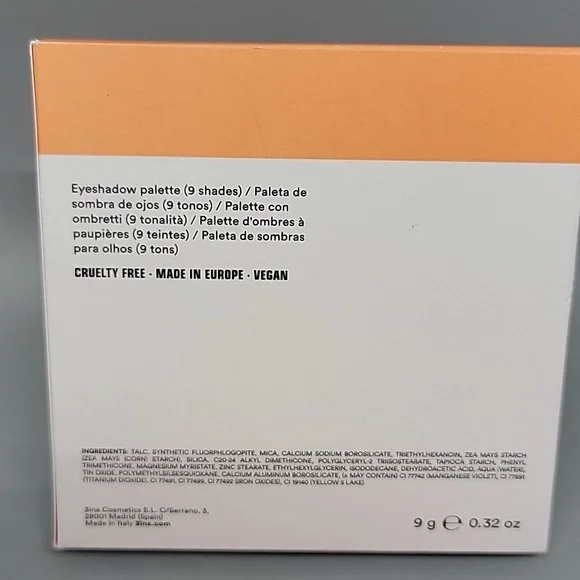 Eyeshadow palette (9 shades) / Paleta de
sombra de ojos (9 tonos) / Palette con
ombretti (9 tonalità) / Palette d'ombres à
paupières (9 teintes) / Paleta de sombras
para olhos (9 tons)
CRUELTY FREE · MADE IN EUROPE · VEGAN
INGREDIENTS: TALC, SYNTHETIC FLUORPHLOGOPITE, MICA, CALCIUM SODIUM BOROSILICATE, TRIETHYLHEXANOIN, ZEA MAYS STARCH
(ZEA MAYS (CORN) STARCH), SILICA, C20-24 ALKYL DIMETHICONE, POLYGLYCERYL-2 TRIISOSTEARATE, TAPIOCA STARCH, PHENYL
TRIMETHICONE, MAGNESIUM MYRISTATE, ZINC STEARATE, ETHYLHEXYLGLYCERIN, ISODODECANE, DEHYDROACETIC ACID, AQUA (WATER),
TIN OXIDE, POLYMETHYLSILSESQUIOXANE, CALCIUM ALUMINUM BOROSILICATE, (± MAY CONTAIN) CI 77742 (MANGANESE VIOLET), CI 77891
(TITANIUM DIOXIDE), CI 77491, CI 77499, CI 77492 (IRON OXIDES), CI 19140 (YELLOW 5 LAKE)
3ina Cosmetics S.L. C/Serrano, 3,
28001 Madrid (Spain)
Made in Italy 3ina.com
9 g ℮ 0.32 oz